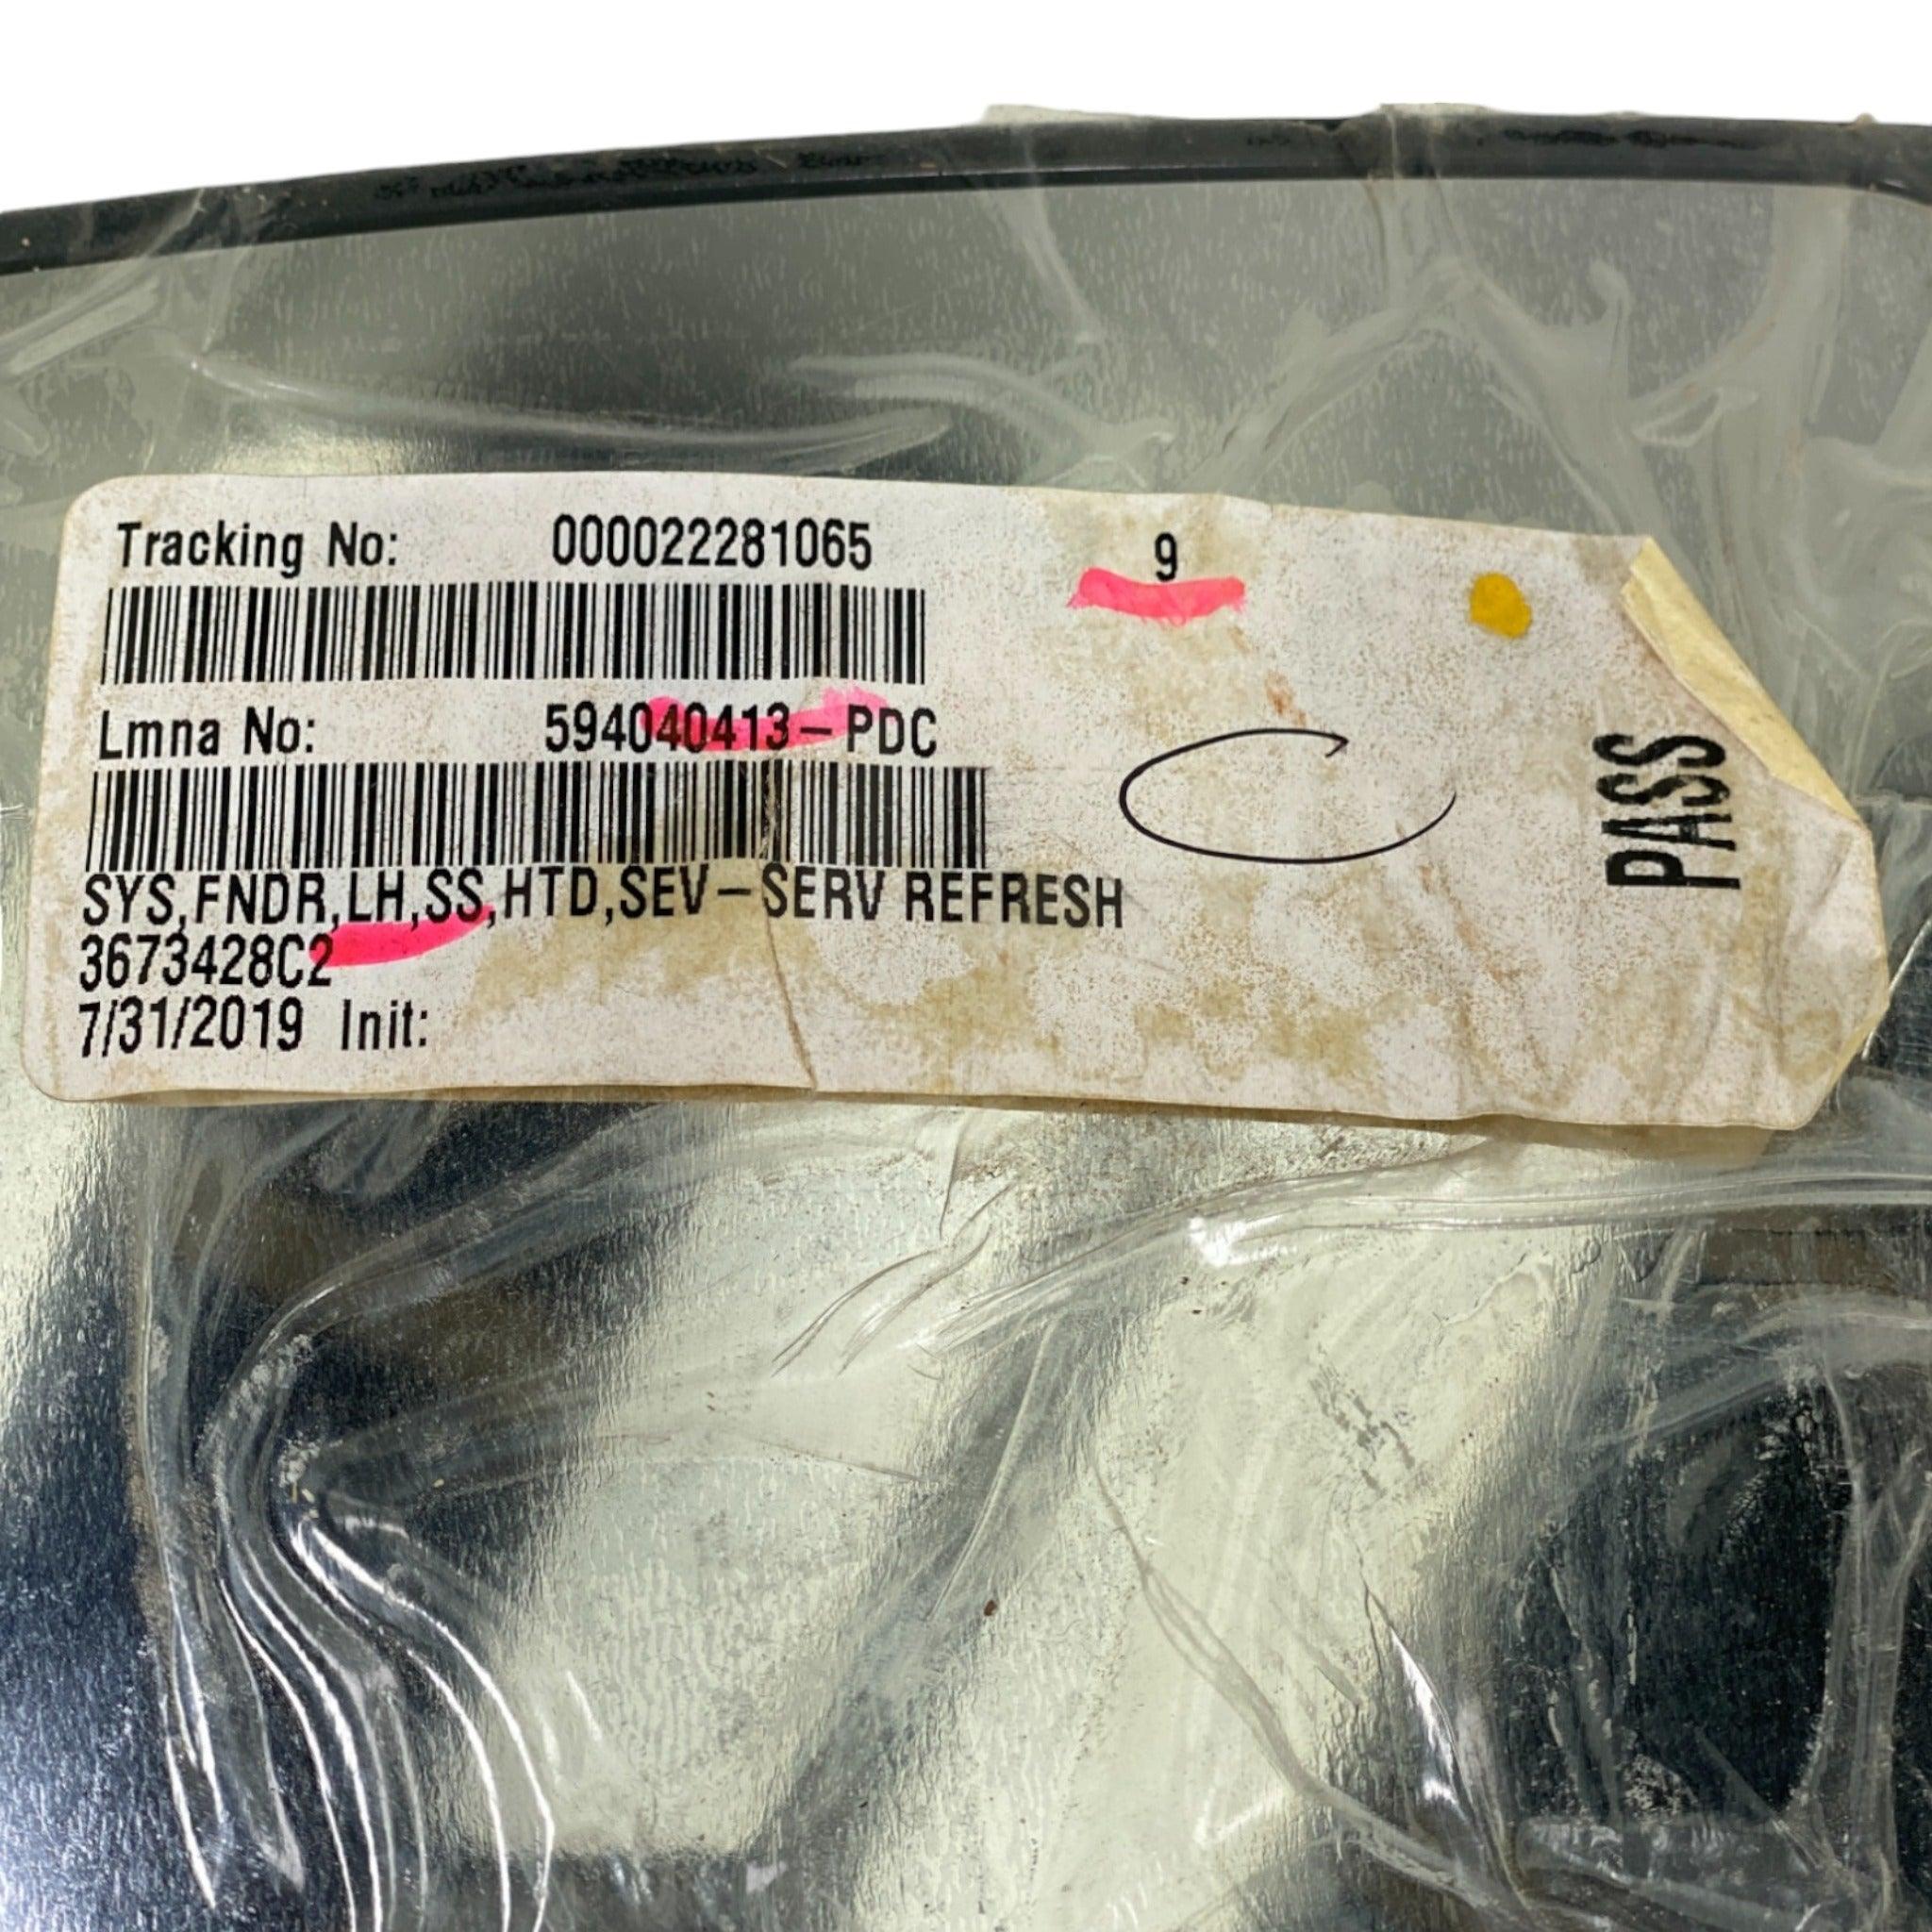 Tracking No: 000022281065 9
Lmna No: 594040413-PDC
C
PASS
SYS,FNDR,LH,SS,HTD,SEV-SERV REFRESH
3673428C2
7/31/2019 Init: